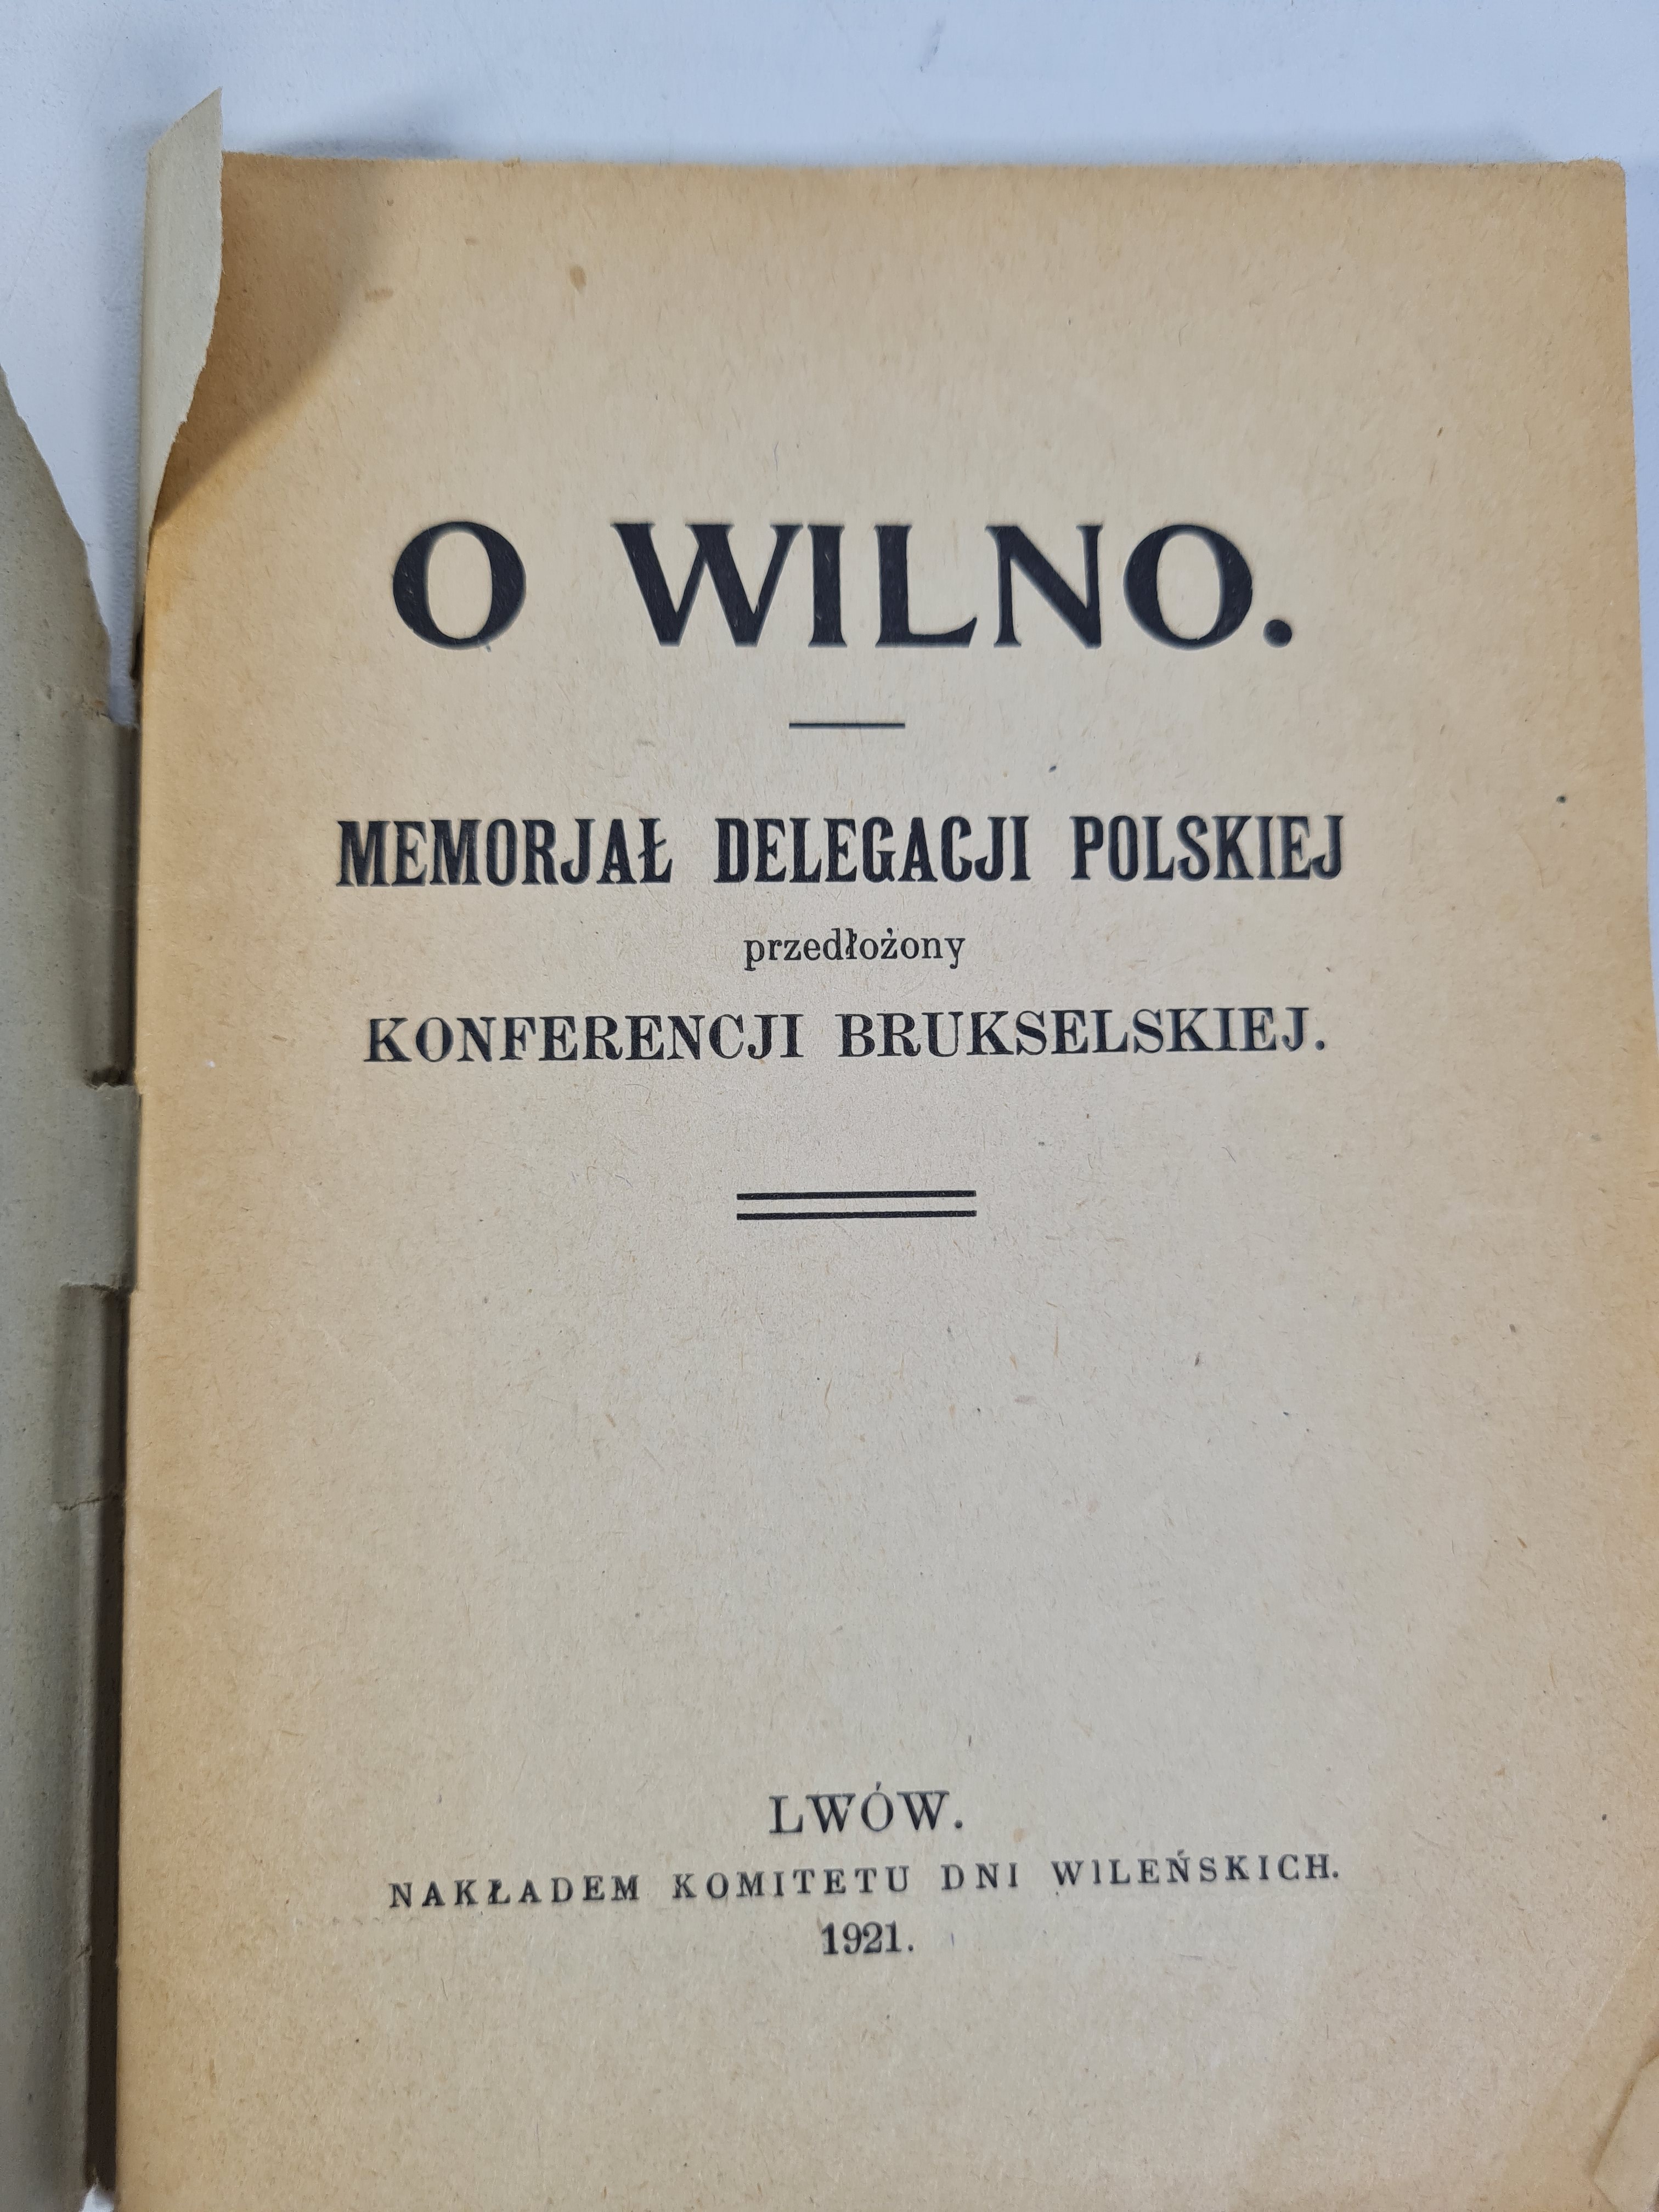 O WILNO.
MEMORJAŁ DELEGACJI POLSKIEJ
przedłożony
KONFERENCJI BRUKSELSKIEJ.
LWÓW.
NAKŁADEM KOMITETU DNI WILEŃSKICH.
1921.